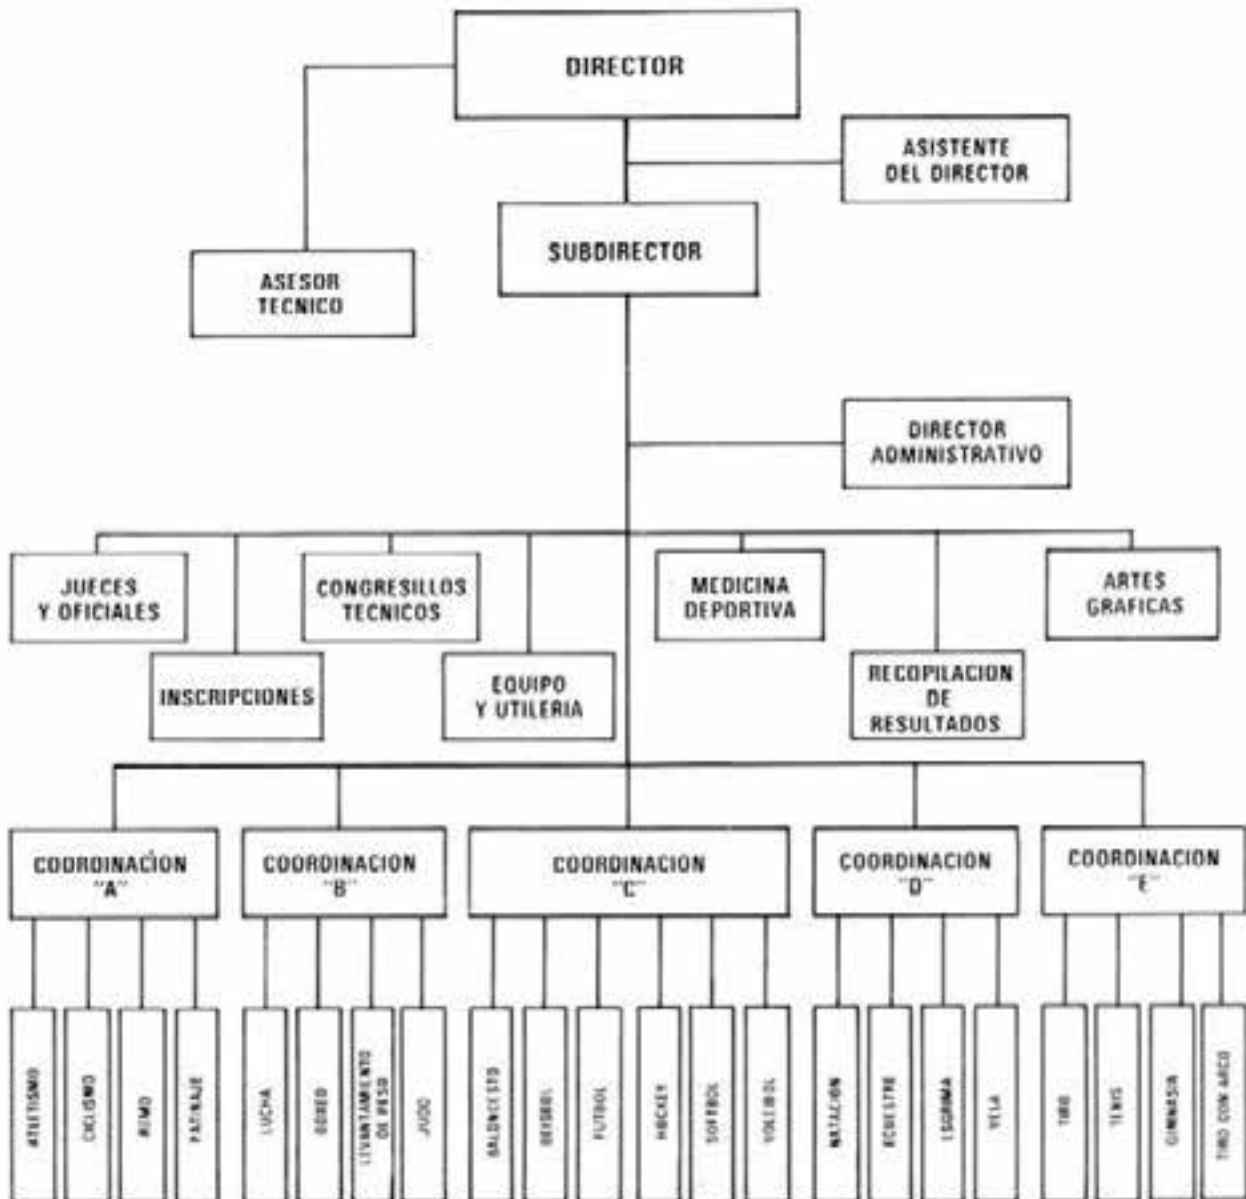 DIRECTOR
ASISTENTE
DEL DIRECTOR
SUBDIRECTOR
ASESOR
TECNICO
DIRECTOR
ADMINISTRATIVO
JUECES
Y OFICIALES
CONGRESILLOS
TECNICOS
MEDICINA
DEPORTIVA
ARTES
GRAFICAS
INSCRIPCIONES
EQUIPO
Y UTILERIA
RECOPILACION
DE
RESULTADOS
COORDINACION
"A"
COORDINACION
"B"
COORDINACION
"C"
COORDINACION
"D"
COORDINACION
"E"
ATLETISMO
CICLISMO
REMO
PATINAJE
LUCHA
BOXEO
LEVANTAMIENTO
DE PESO
JUDO
BALONCESTO
BEISBOL
FUTBOL
HOCKEY
SOFTBOL
VOLEIBOL
NATACION
ECUESTRE
ESGRIMA
VELA
TIRO
TENIS
GIMNASIA
TIRO CON ARCO